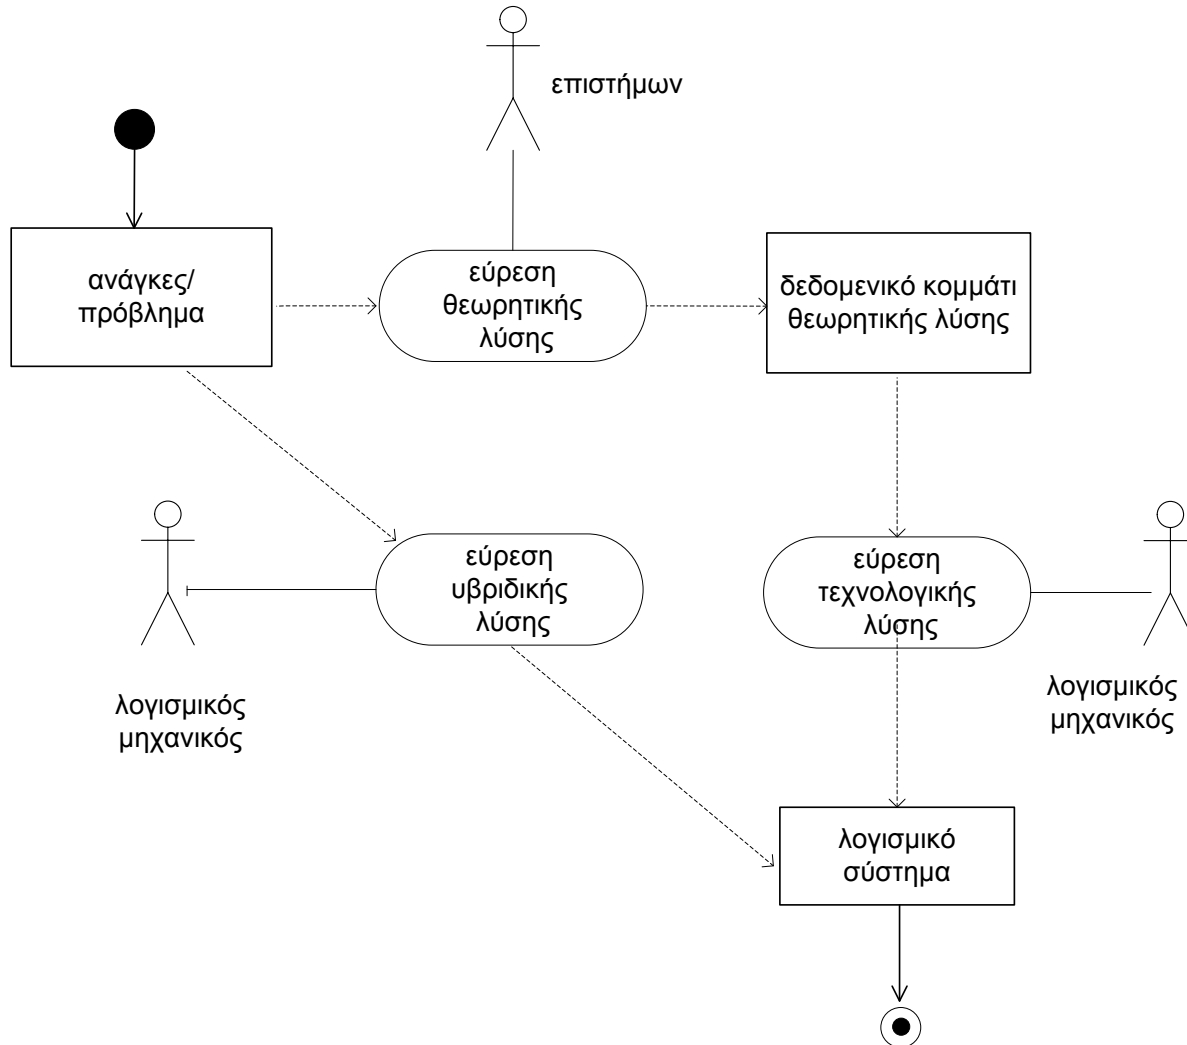 επιστήμων
ανάγκες/
πρόβλημα
εύρεση
θεωρητικής
λύσης
δεδομενικό κομμάτι
θεωρητικής λύσης
εύρεση
υβριδικής
λύσης
εύρεση
τεχνολογικής
λύσης
λογισμικός
μηχανικός
λογισμικός
μηχανικός
λογισμικό
σύστημα